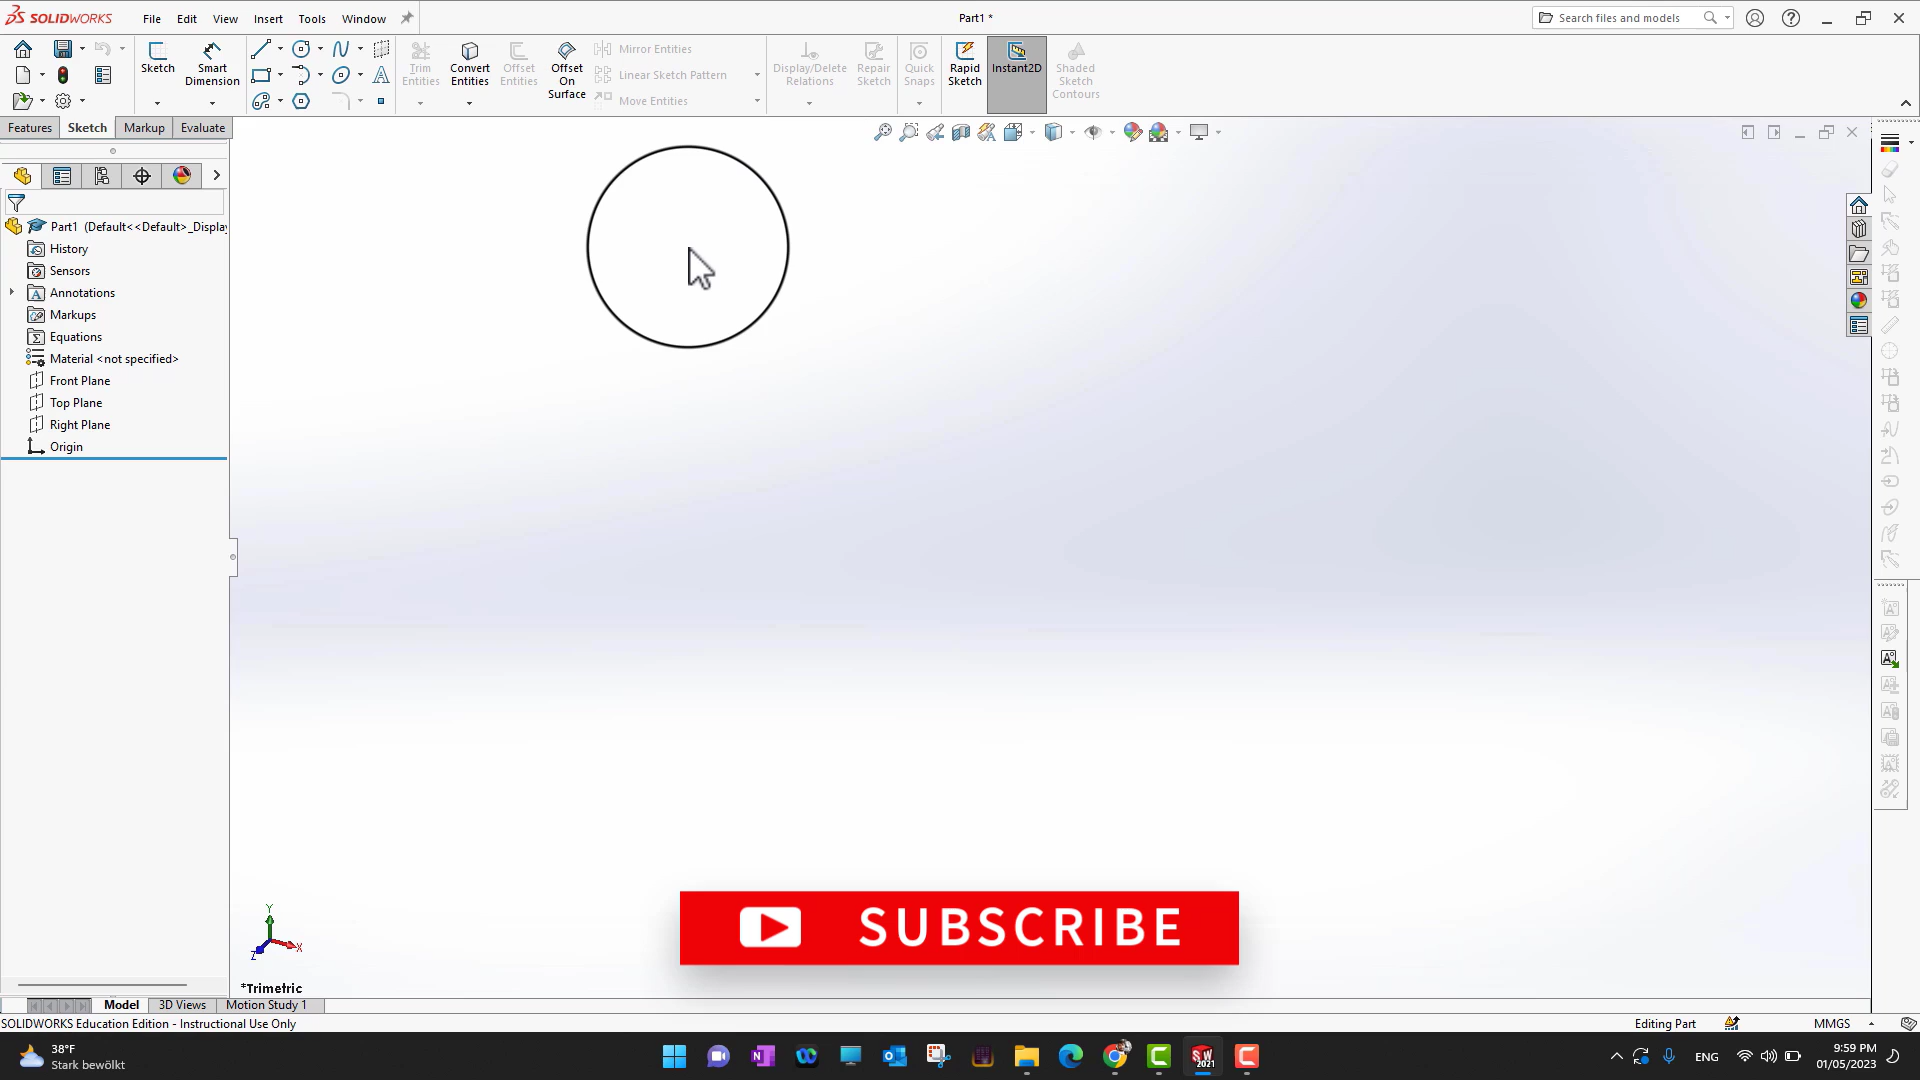 SOLIDWORKS
File Edit View Insert Tools Window
Part1 *
Search files and models
Sketch
Smart Dimension
Trim Entities
Convert Entities
Offset Entities
Offset On Surface
Mirror Entities
Linear Sketch Pattern
Move Entities
Display/Delete Relations
Repair Sketch
Quick Snaps
Rapid Sketch
Instant2D
Shaded Sketch Contours
Features Sketch Markup Evaluate
Part1 (Default<<Default>_Display
History
Sensors
Annotations
Markups
Equations
Material <not specified>
Front Plane
Top Plane
Right Plane
Origin
Y
X
Z
*Trimetric
SUBSCRIBE
Model 3D Views Motion Study 1
SOLIDWORKS Education Edition - Instructional Use Only
Editing Part
MMGS
38°F
Stark bewölkt
SW
2021
ENG
9:59 PM
01/05/2023